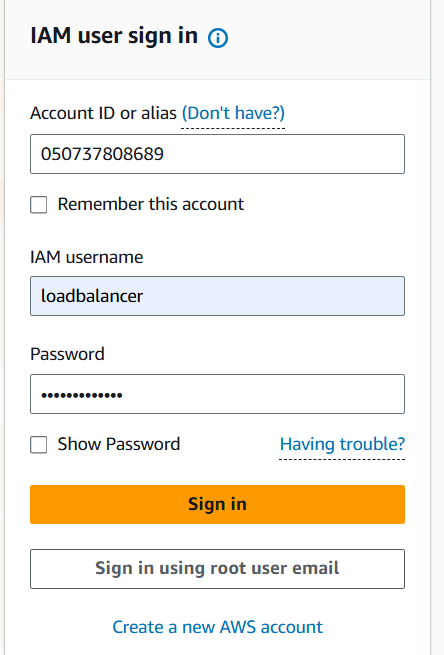 IAM user sign in
Account ID or alias (Don't have?)
050737808689
Remember this account
IAM username
loadbalancer
Password
•••••••••••••
Show Password Having trouble?
Sign in
Sign in using root user email
Create a new AWS account